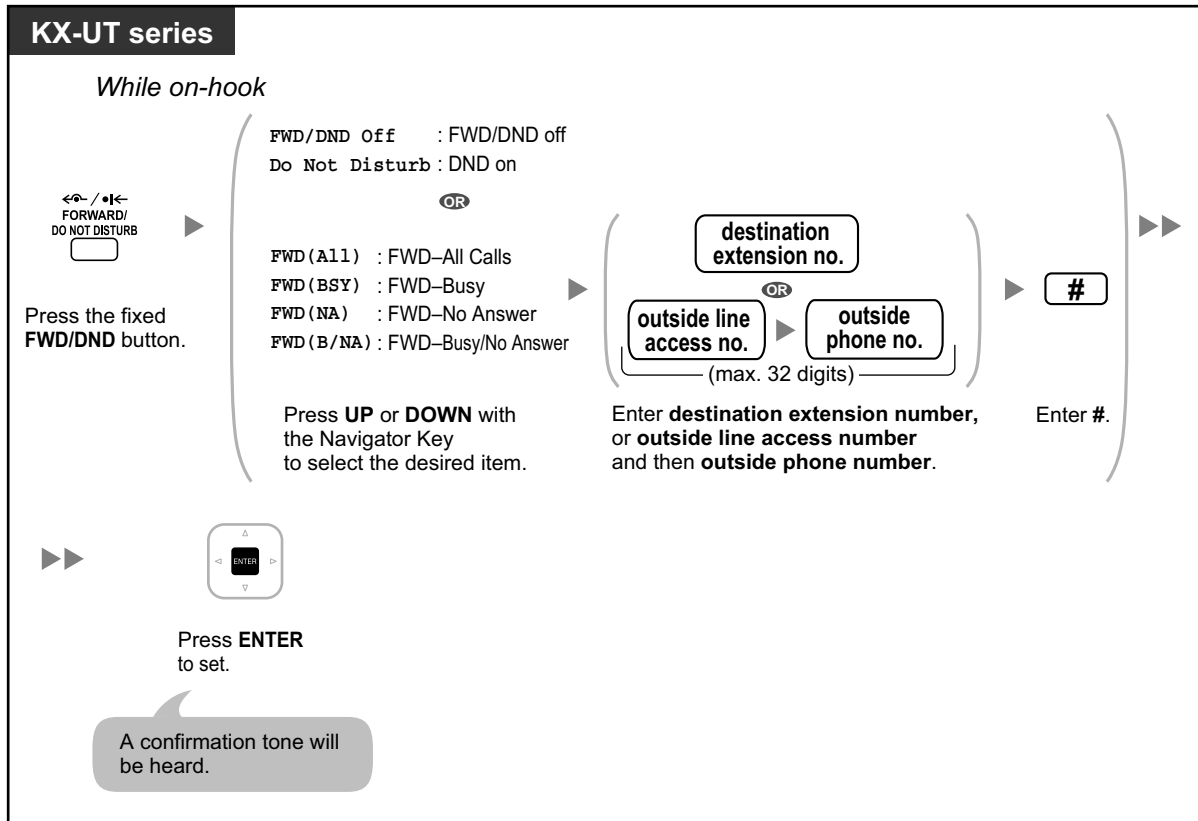 KX-UT series
While on-hook
FORWARD/
DO NOT DISTURB
Press the fixed
FWD/DND button.
FWD/DND Off : FWD/DND off
Do Not Disturb : DND on
OR
FWD(All) : FWD–All Calls
FWD(BSY) : FWD–Busy
FWD(NA) : FWD–No Answer
FWD(B/NA) : FWD–Busy/No Answer
Press UP or DOWN with
the Navigator Key
to select the desired item.
destination
extension no.
OR
outside line
access no.
outside
phone no.
(max. 32 digits)
Enter destination extension number,
or outside line access number
and then outside phone number.
#
Enter #.
ENTER
Press ENTER
to set.
A confirmation tone will
be heard.